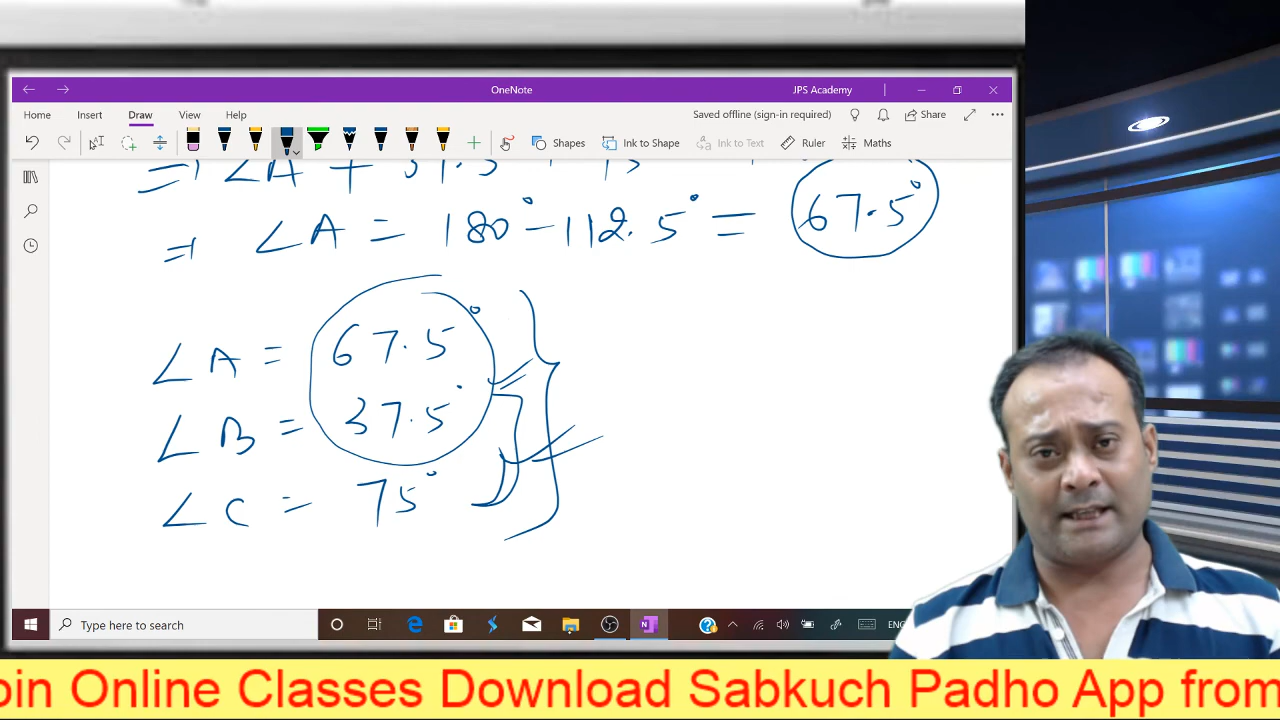 OneNote
JPS Academy
Home Insert Draw View Help
Saved offline (sign-in required)
Share
Shapes
Ink to Shape
Ink to Text
Ruler
Maths
⇒ ∠A = 180° - 112.5° = 67.5°
∠A = 67.5°
∠B = 37.5°
∠C = 75°
Type here to search
ENG
oin Online Classes Download Sabkuch Padho App from